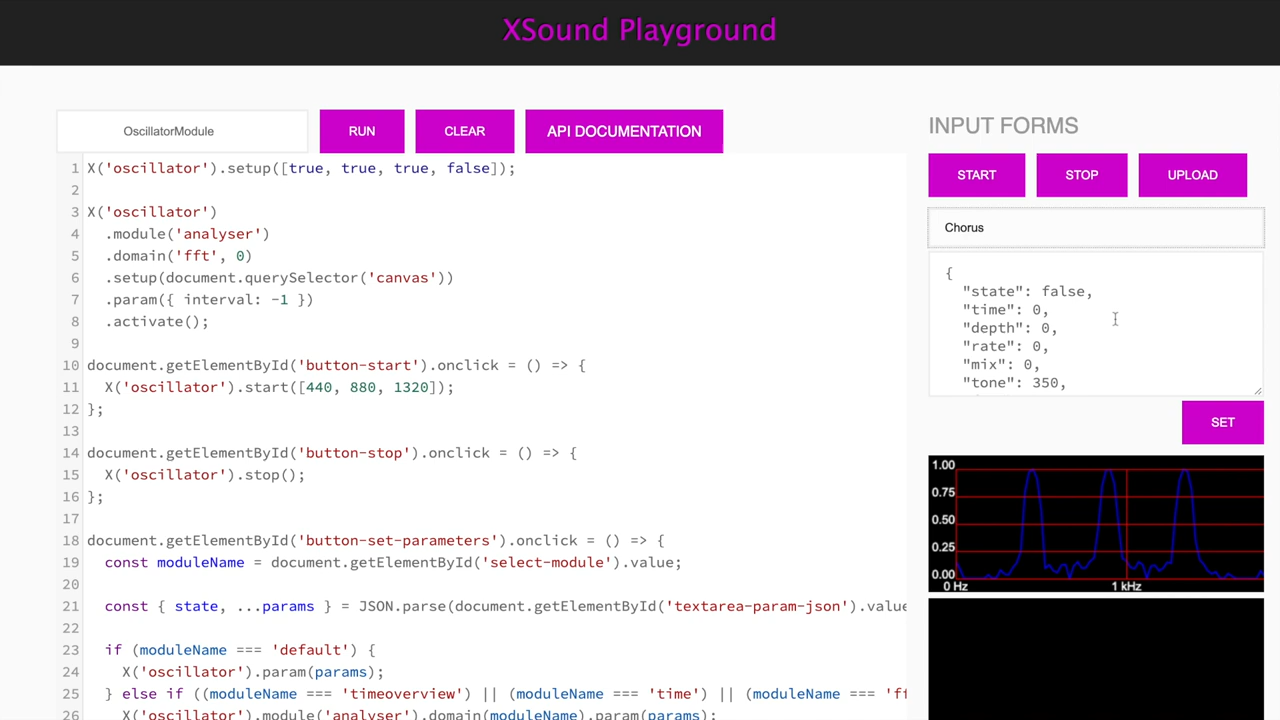 XSound Playground
OscillatorModule
RUN
CLEAR
API DOCUMENTATION
1 X('oscillator').setup([true, true, true, false]);
2
3 X('oscillator')
4 .module('analyser')
5 .domain('fft', 0)
6 .setup(document.querySelector('canvas'))
7 .param({ interval: -1 })
8 .activate();
9
10 document.getElementById('button-start').onclick = () => {
11 X('oscillator').start([440, 880, 1320]);
12 };
13
14 document.getElementById('button-stop').onclick = () => {
15 X('oscillator').stop();
16 };
17
18 document.getElementById('button-set-parameters').onclick = () => {
19 const moduleName = document.getElementById('select-module').value;
20
21 const { state, ...params } = JSON.parse(document.getElementById('textarea-param-json').value
22
23 if (moduleName === 'default') {
24 X('oscillator').param(params);
25 } else if ((moduleName === 'timeoverview') || (moduleName === 'time') || (moduleName === 'ff
26 X('oscillator').module('analyser').domain(moduleName).param(params);
INPUT FORMS
START
STOP
UPLOAD
Chorus
{
"state": false,
"time": 0,
"depth": 0,
"rate": 0,
"mix": 0,
"tone": 350,
SET
1.00
0.75
0.50
0.25
0.00
0 Hz
1 kHz